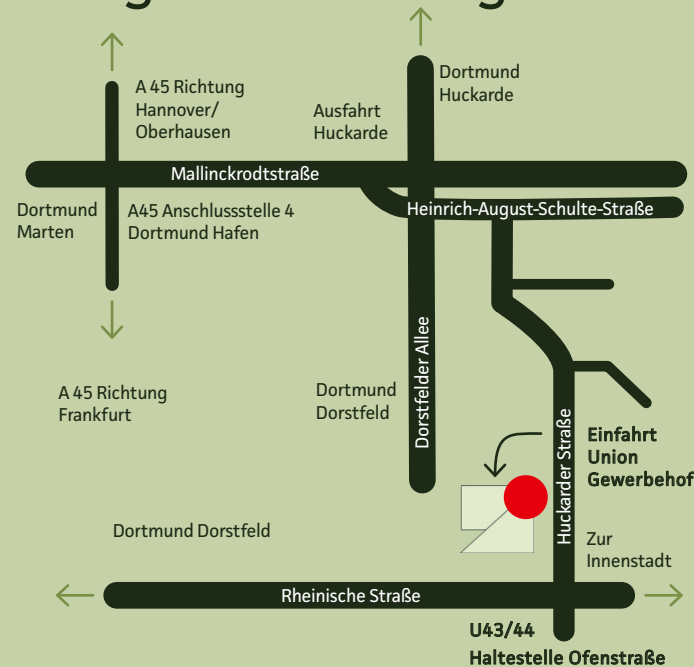 Dortmund
Huckarde
A 45 Richtung
Hannover/
Oberhausen
Ausfahrt
Huckarde
Mallinckrodtstraße
Dortmund
Marten
A45 Anschlussstelle 4
Dortmund Hafen
Heinrich-August-Schulte-Straße
Dorstfelder Allee
A 45 Richtung
Frankfurt
Dortmund
Dorstfeld
Huckarder Straße
Einfahrt
Union
Gewerbehof
Dortmund Dorstfeld
Zur
Innenstadt
Rheinische Straße
U43/44
Haltestelle Ofenstraße